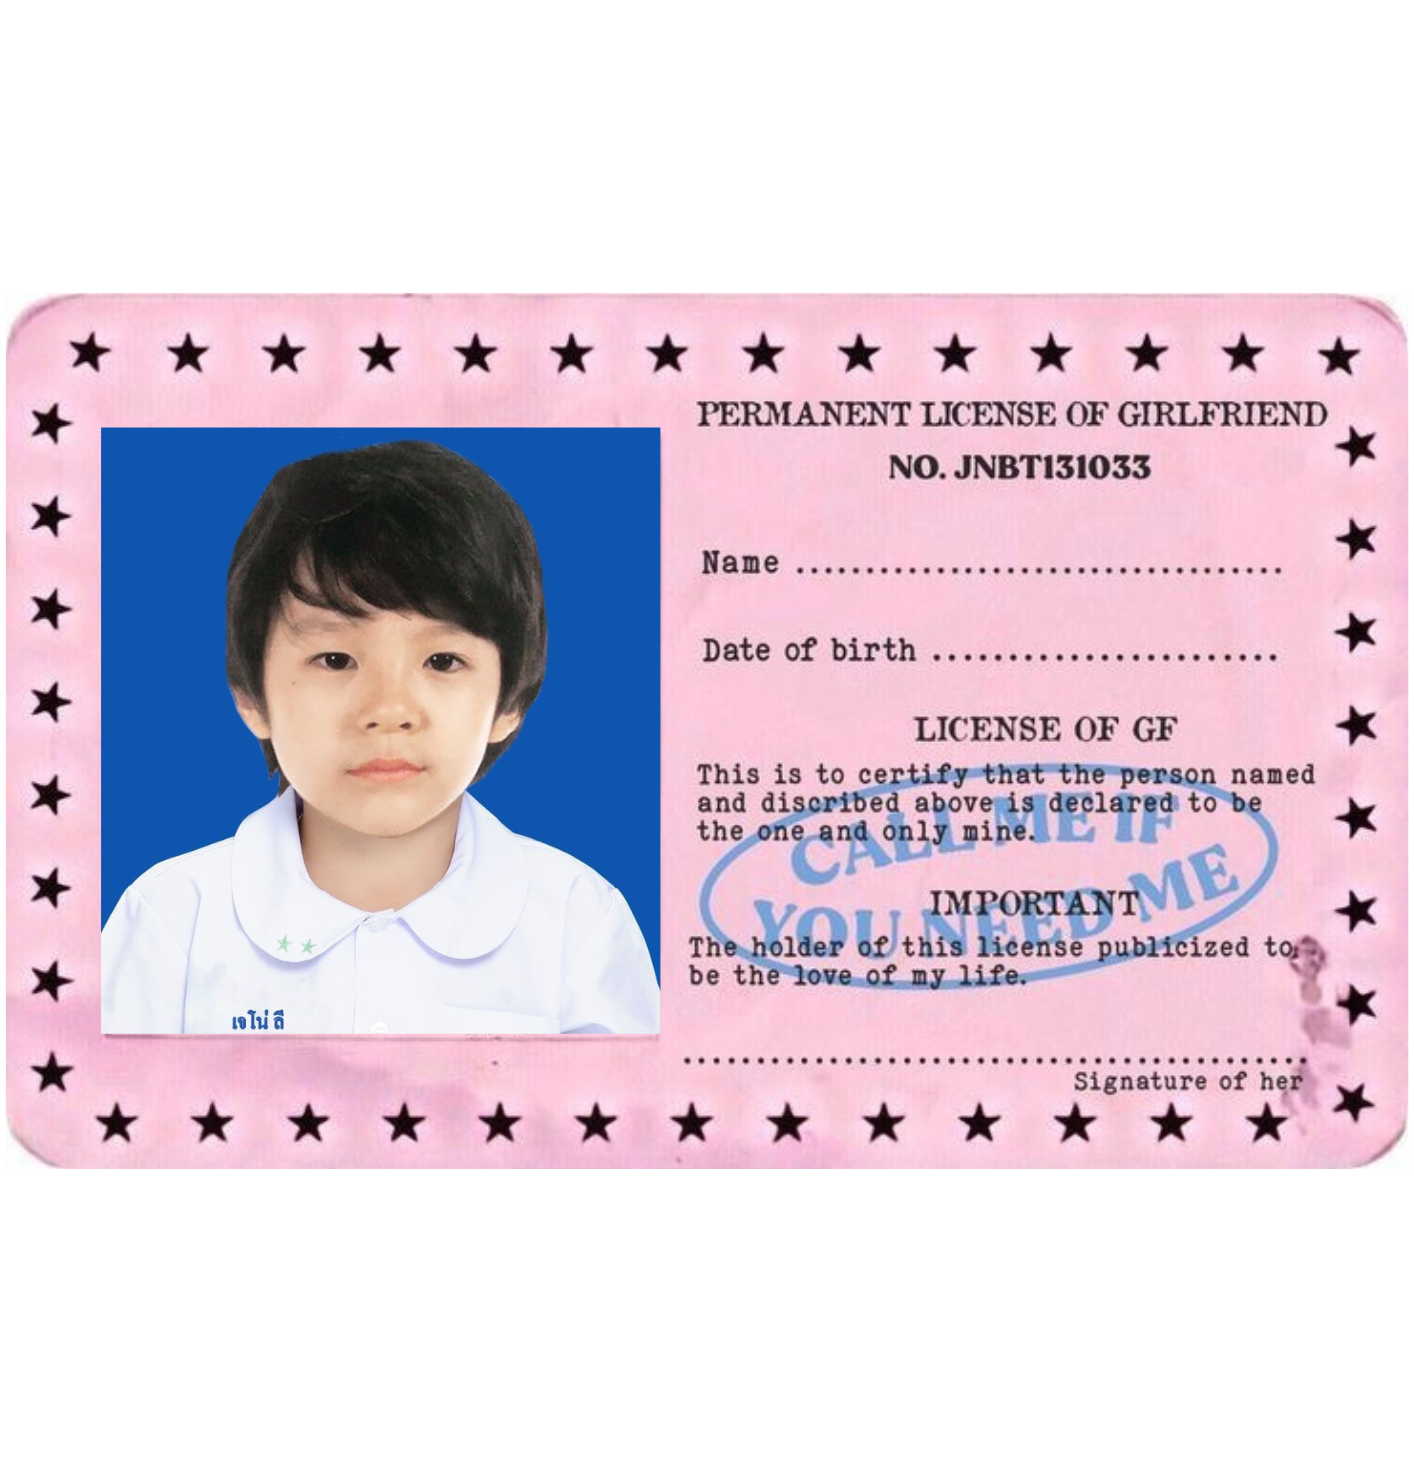 PERMANENT LICENSE OF GIRLFRIEND
NO. JNBT131033
Name ...................................
Date of birth .......................
LICENSE OF GF
This is to certify that the person named
and discribed above is declared to be
the one and only mine.
CALL ME IF
YOU NEED ME
IMPORTANT
The holder of this license publicized to
be the love of my life.
Signature of her
เจโน่ ลี